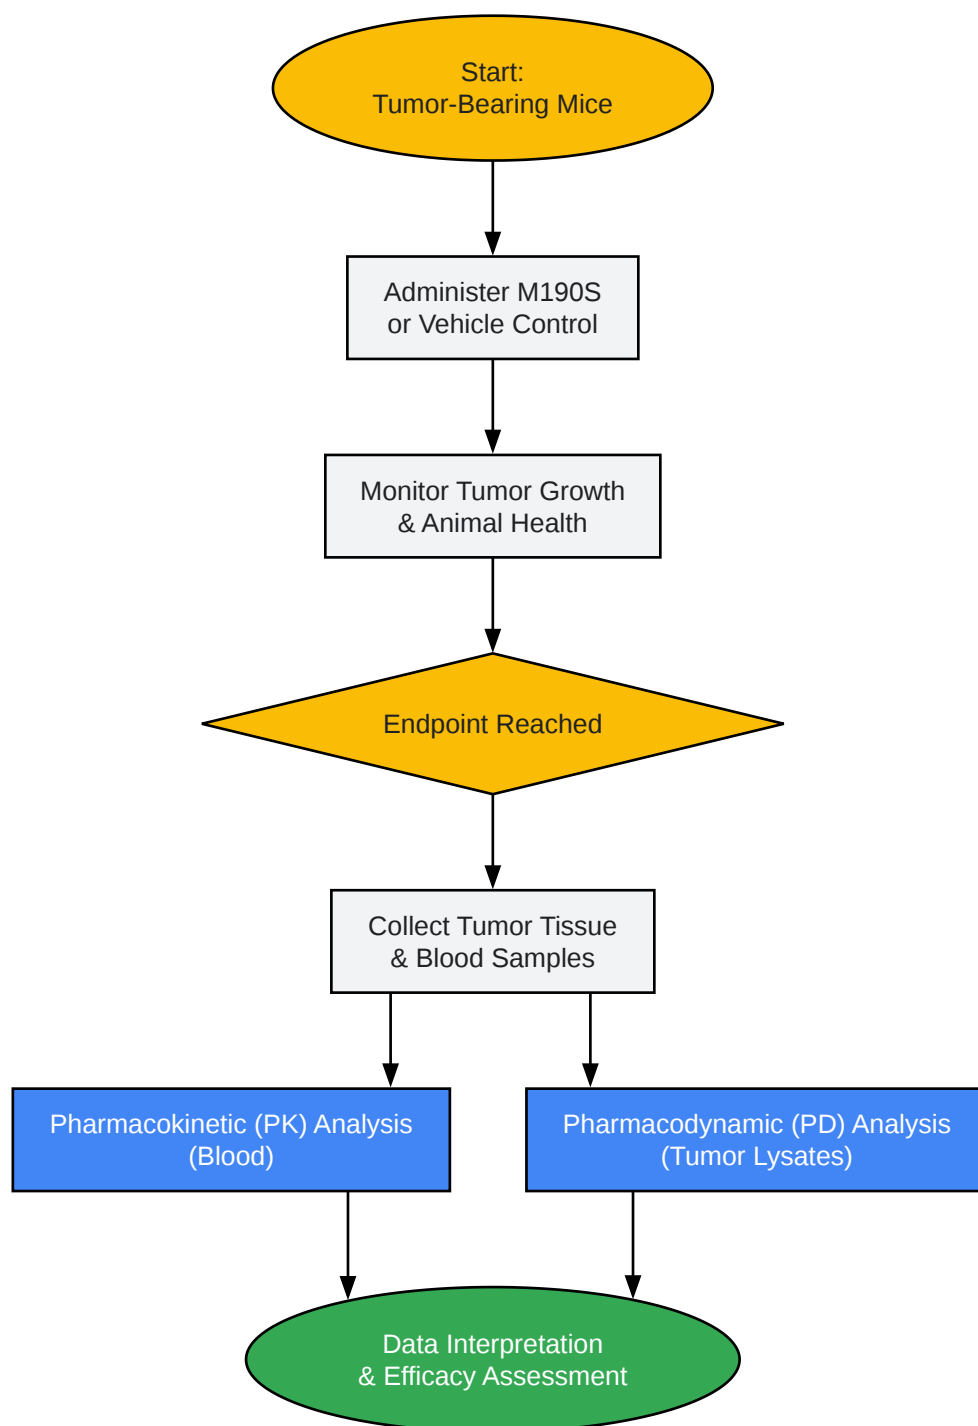 Start:
Tumor-Bearing Mice
Administer M190S
or Vehicle Control
Monitor Tumor Growth
& Animal Health
Endpoint Reached
Collect Tumor Tissue
& Blood Samples
Pharmacokinetic (PK) Analysis
(Blood)
Pharmacodynamic (PD) Analysis
(Tumor Lysates)
Data Interpretation
& Efficacy Assessment